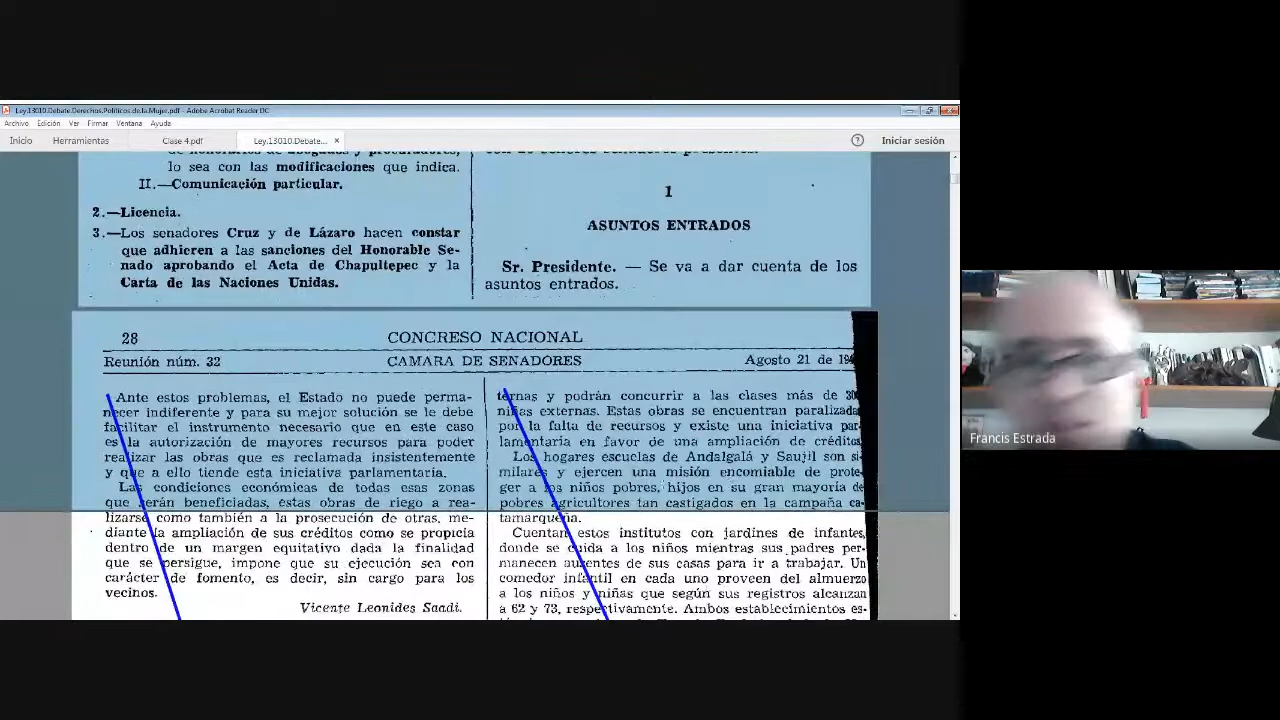 Ley.13010.Debate.Derechos.Politicos.de.la.Mujer.pdf - Adobe Acrobat Reader DC
Archivo Edición Ver Firmar Ventana Ayuda
Inicio Herramientas Clase 4.pdf Ley.13010.Debate... × ? Iniciar sesión
de honorarios de abogados y procuradores,
lo sea con las modificaciones que indica.
II.—Comunicación particular.
2.—Licencia.
3.—Los senadores Cruz y de Lázaro hacen constar
que adhieren a las sanciones del Honorable Se-
nado aprobando el Acta de Chapultepec y la
Carta de las Naciones Unidas.
señores senadores presentes.
1
ASUNTOS ENTRADOS
Sr. Presidente. — Se va a dar cuenta de los
asuntos entrados.
28 CONCRESO NACIONAL
Reunión núm. 32 CAMARA DE SENADORES Agosto 21 de
Ante estos problemas, el Estado no puede perma-
necer indiferente y para su mejor solución se le debe
facilitar el instrumento necesario que en este caso
es la autorización de mayores recursos para poder
realizar las obras que es reclamada insistentemente
y que a ello tiende esta iniciativa parlamentaria.
Las condiciones económicas de todas esas zonas
que serán beneficiadas, estas obras de riego a rea-
lizarse como también a la prosecución de otras, me-
diante la ampliación de sus créditos como se propicia
dentro de un margen equitativo dada la finalidad
que se persigue, impone que su ejecución sea con
carácter de fomento, es decir, sin cargo para los
vecinos.
Vicente Leonides Saadi.
ternas y podrán concurrir a las clases más de
niñas externas. Estas obras se encuentran paralizadas
por la falta de recursos y existe una iniciativa par-
lamentaria en favor de una ampliación de créditos
Los hogares escuelas de Andalgalá y Saujil son si-
milares y ejercen una misión encomiable de prote-
ger a los niños pobres, hijos en su gran mayoría de
pobres agricultores tan castigados en la campaña ca-
tamarqueña.
Cuentan estos institutos con jardines de infantes,
donde se cuida a los niños mientras sus padres per-
manecen ausentes de sus casas para ir a trabajar. Un
comedor infantil en cada uno proveen del almuerzo
a los niños y niñas que según sus registros alcanzan
a 62 y 73, respectivamente. Ambos establecimientos es-
Francis Estrada